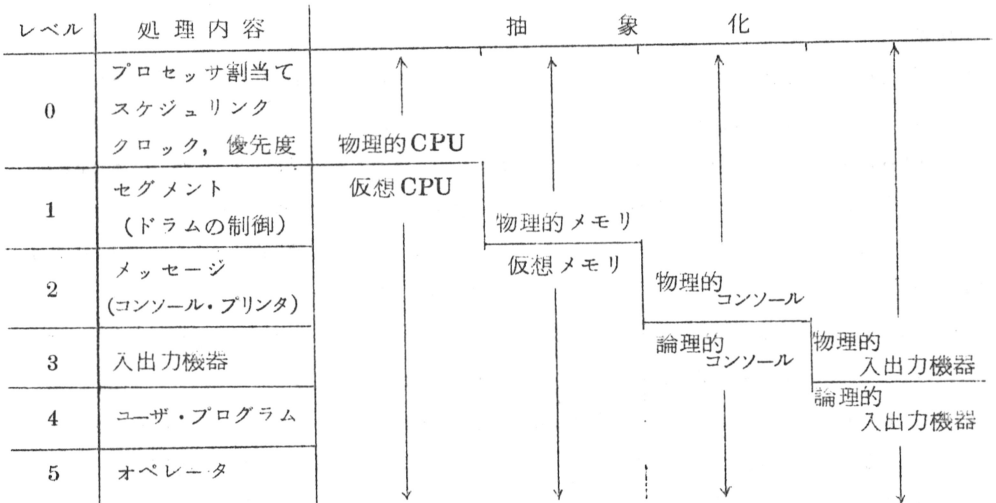 レベル 処理内容 抽象化
0 プロセッサ割当て
スケジュリンク
クロック,優先度 物理的CPU
1 セグメント 仮想CPU
(ドラムの制御) 物理的メモリ
2 メッセージ 仮想メモリ
(コンソール・プリンタ) 物理的
コンソール
3 入出力機器 論理的
コンソール 物理的
入出力機器
4 ユーザ・プログラム 論理的
入出力機器
5 オペレータ